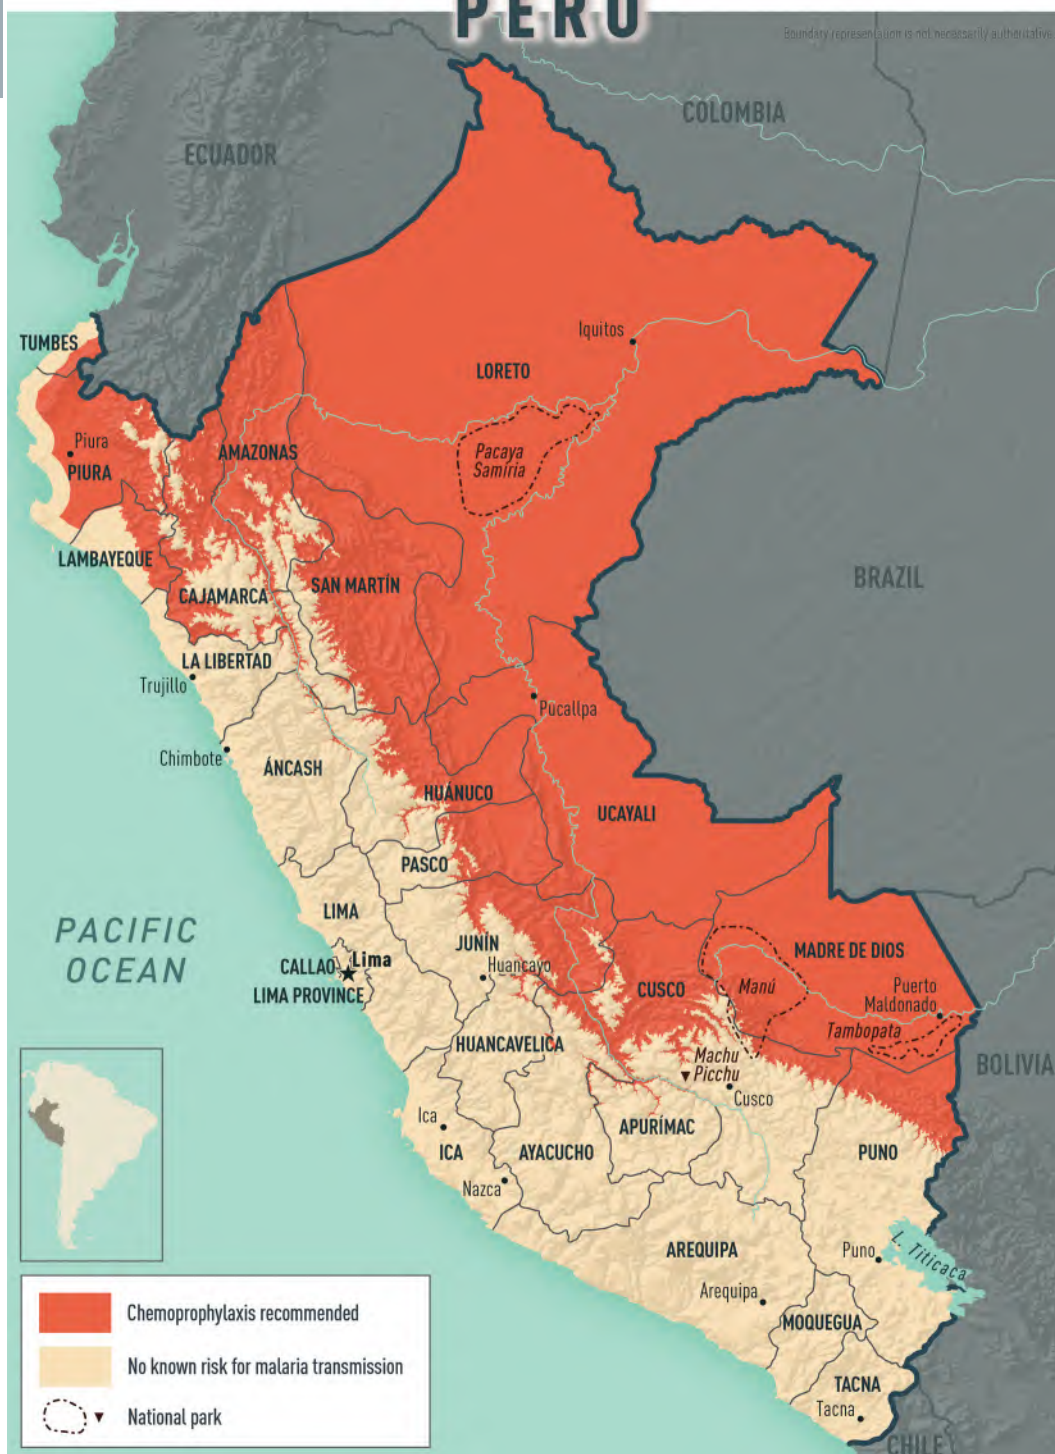 PERU
Boundary representation is not necessarily authoritative.
COLOMBIA
ECUADOR
TUMBES
Iquitos
LORETO
Piura
PIURA
AMAZONAS
Pacaya
Samiria
LAMBAYEQUE
CAJAMARCA
SAN MARTÍN
BRAZIL
LA LIBERTAD
Trujillo
Pucallpa
Chimbote
ÁNCASH
HUÁNUCO
UCAYALI
PASCO
LIMA
PACIFIC
OCEAN
JUNÍN
MADRE DE DIOS
CALLAO
Lima
Huancayo
LIMA PROVINCE
CUSCO
Manú
Puerto
Maldonado
Tambopata
HUANCAVELICA
Machu
Picchu
BOLIVIA
Cusco
Ica
APURÍMAC
ICA
AYACUCHO
PUNO
Nazca
AREQUIPA
Puno
L. Titicaca
Arequipa
MOQUEGUA
TACNA
Tacna
CHILE
Chemoprophylaxis recommended
No known risk for malaria transmission
National park